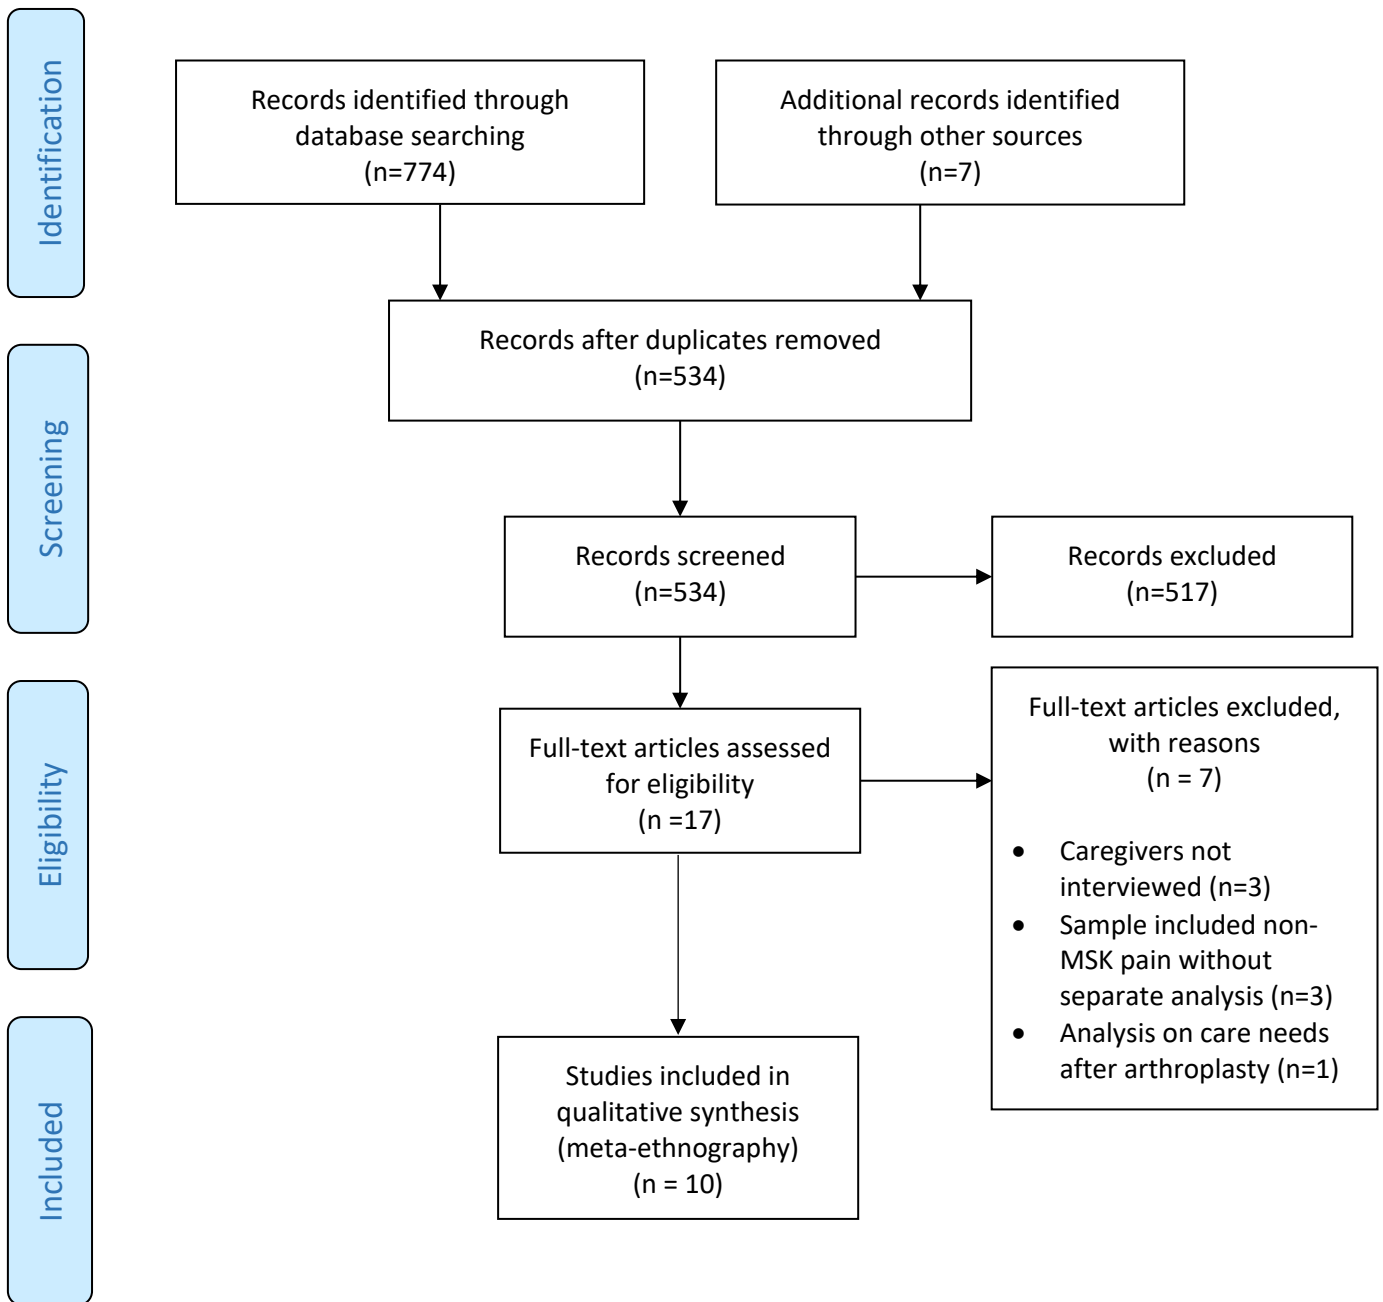 Identification
Records identified through
database searching
(n=774)
Additional records identified
through other sources
(n=7)
Screening
Records after duplicates removed
(n=534)
Records screened
(n=534)
Records excluded
(n=517)
Eligibility
Full-text articles assessed
for eligibility
(n =17)
Full-text articles excluded,
with reasons
(n = 7)
• Caregivers not
interviewed (n=3)
• Sample included non-
MSK pain without
separate analysis (n=3)
• Analysis on care needs
after arthroplasty (n=1)
Included
Studies included in
qualitative synthesis
(meta-ethnography)
(n = 10)